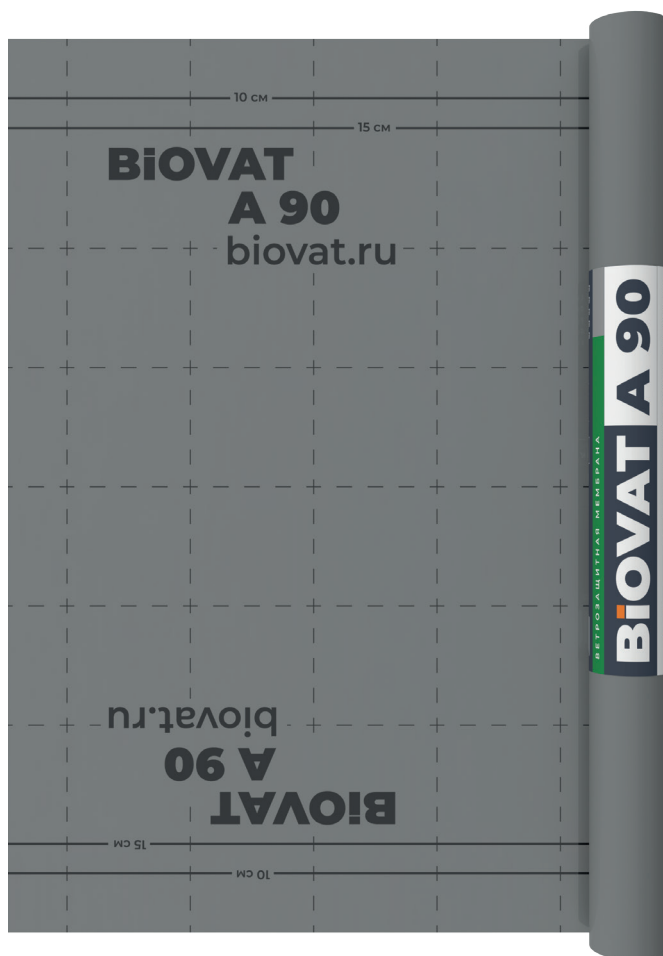 10 см
15 см
BiOVAT
A 90
biovat.ru
BiOVAT A 90
ВЕТРОЗАЩИТНАЯ МЕМБРАНА
biovat.ru
A 90
BiOVAT
15 см
10 см